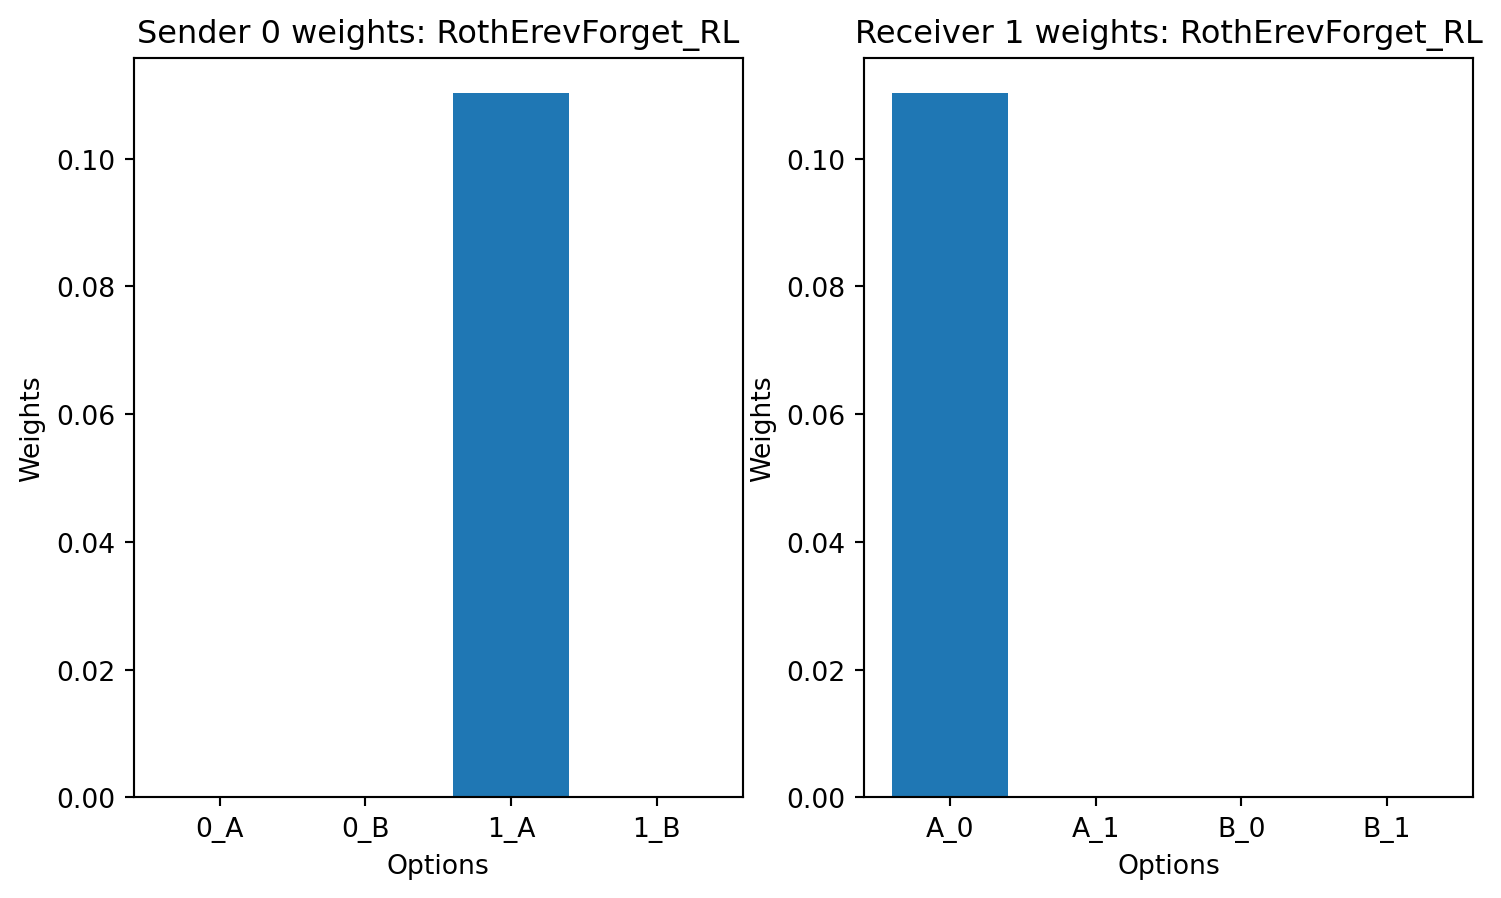 Sender 0 weights: RothErevForget_RL
Weights
0.10
0.08
0.06
0.04
0.02
0.00
0_A 0_B 1_A 1_B
Options
Receiver 1 weights: RothErevForget_RL
Weights
0.10
0.08
0.06
0.04
0.02
0.00
A_0 A_1 B_0 B_1
Options